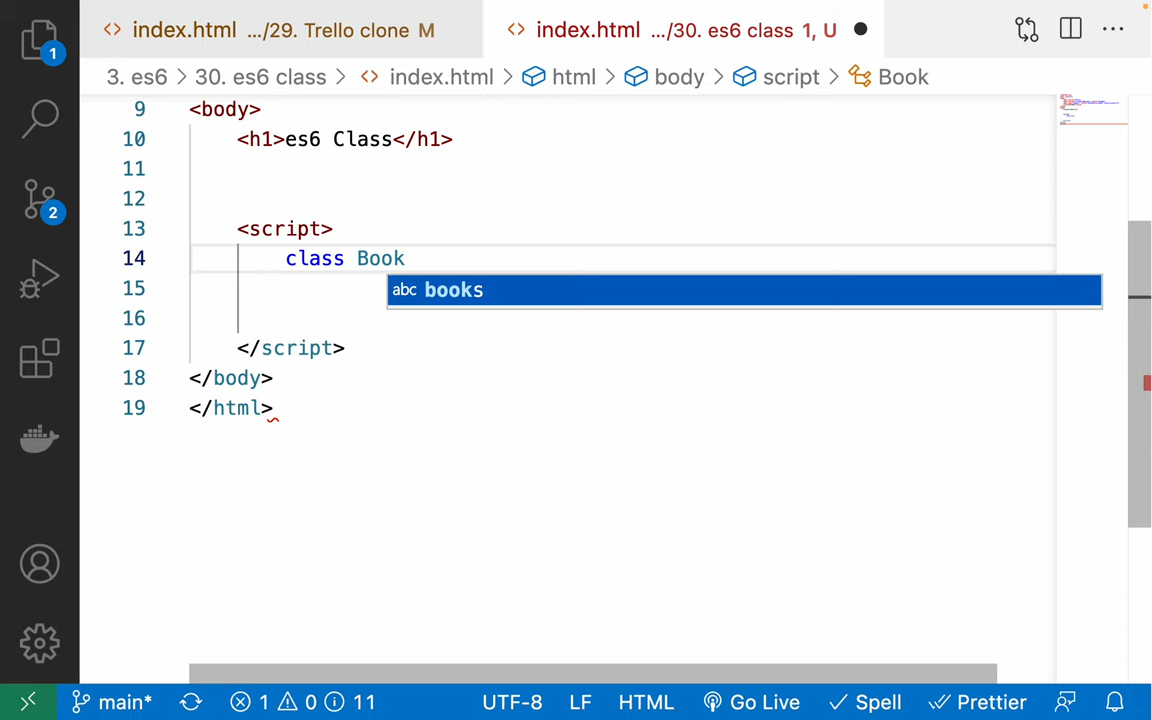 index.html .../29. Trello clone M
index.html .../30. es6 class 1, U
1
3. es6 > 30. es6 class > index.html > html > body > script > Book
9 <body>
10 <h1>es6 Class</h1>
11
12
2
13 <script>
14 class Book
15 abc books
16
17 </script>
18 </body>
19 </html>
main* 1 0 11 UTF-8 LF HTML Go Live Spell Prettier